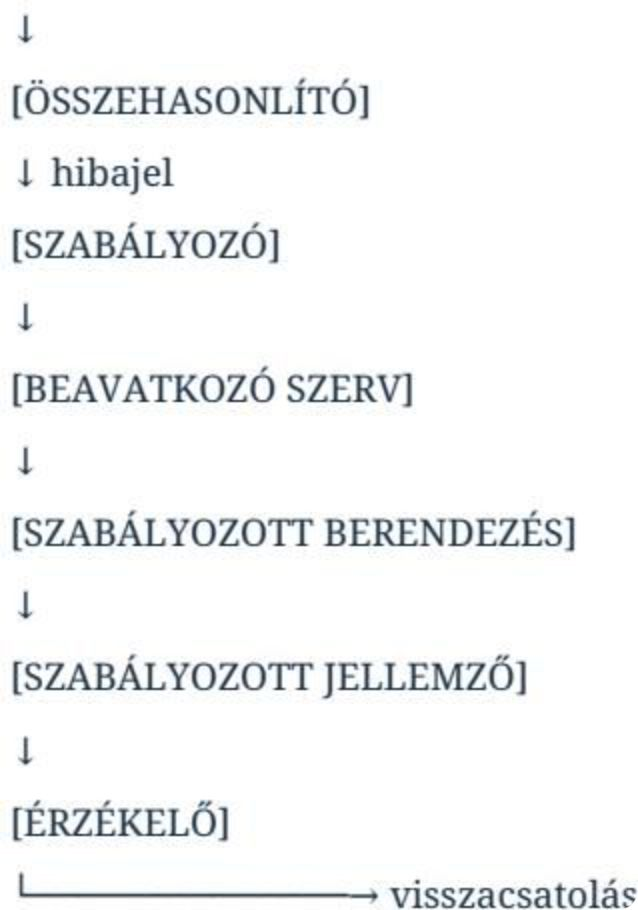 ↓
[ÖSSZEHASONLÍTÓ]
↓ hibajel
[SZABÁLYOZÓ]
↓
[BEAVATKOZÓ SZERV]
↓
[SZABÁLYOZOTT BERENDEZÉS]
↓
[SZABÁLYOZOTT JELLEMZŐ]
↓
[ÉRZÉKELŐ]
└──────────────→ visszacsatolás